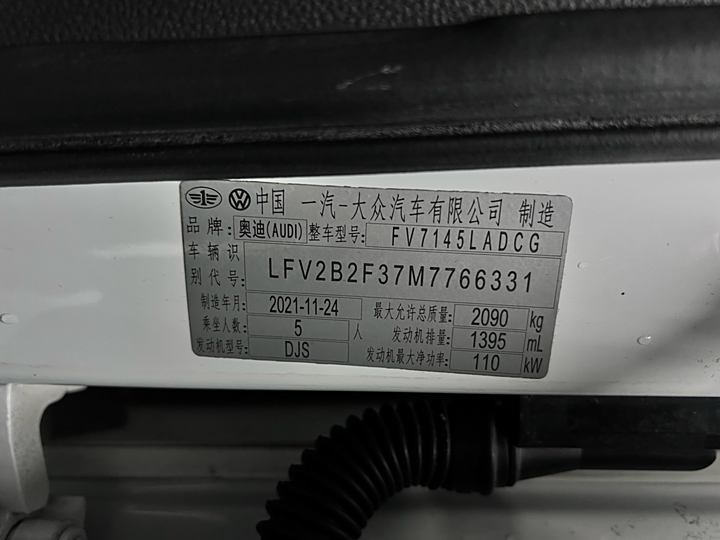 中国 一汽-大众汽车有限公司 制造
品牌: 奥迪(AUDI) 整车型号: FV7145LADCG
车辆识别代号: LFV2B2F37M7766331
制造年月: 2021-11-24 最大允许总质量: 2090 kg
乘坐人数: 5 人 发动机排量: 1395 mL
发动机型号: DJS 发动机最大净功率: 110 kW